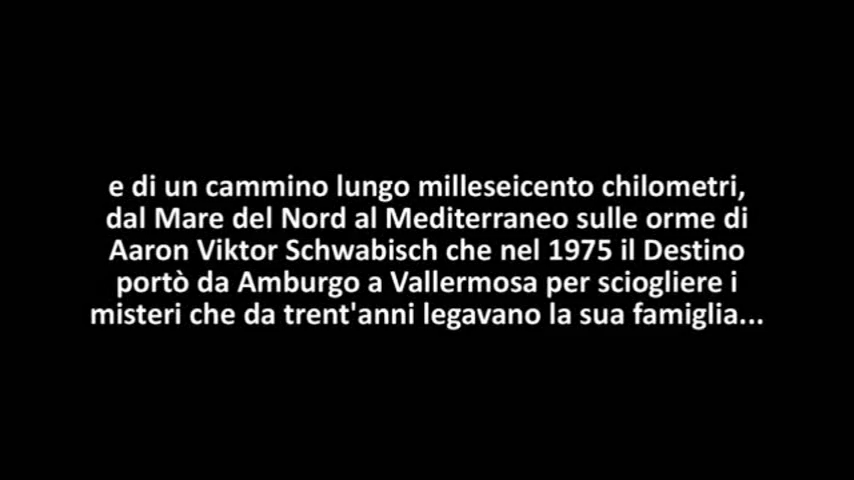 e di un cammino lungo milleseicento chilometri,
dal Mare del Nord al Mediterraneo sulle orme di
Aaron Viktor Schwabisch che nel 1975 il Destino
portò da Amburgo a Vallermosa per sciogliere i
misteri che da trent'anni legavano la sua famiglia...